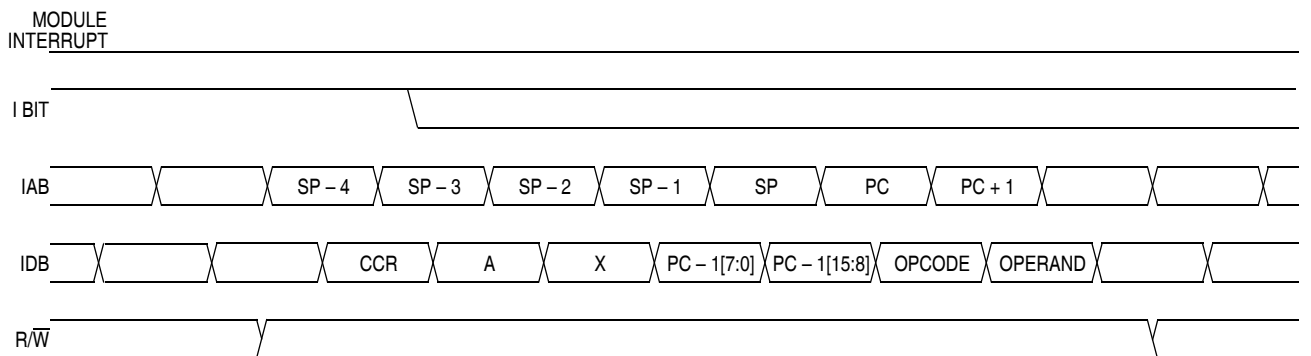 MODULE
INTERRUPT
I BIT
IAB SP – 4 SP – 3 SP – 2 SP – 1 SP PC PC + 1
IDB CCR A X PC – 1[7:0] PC – 1[15:8] OPCODE OPERAND
R/W̅